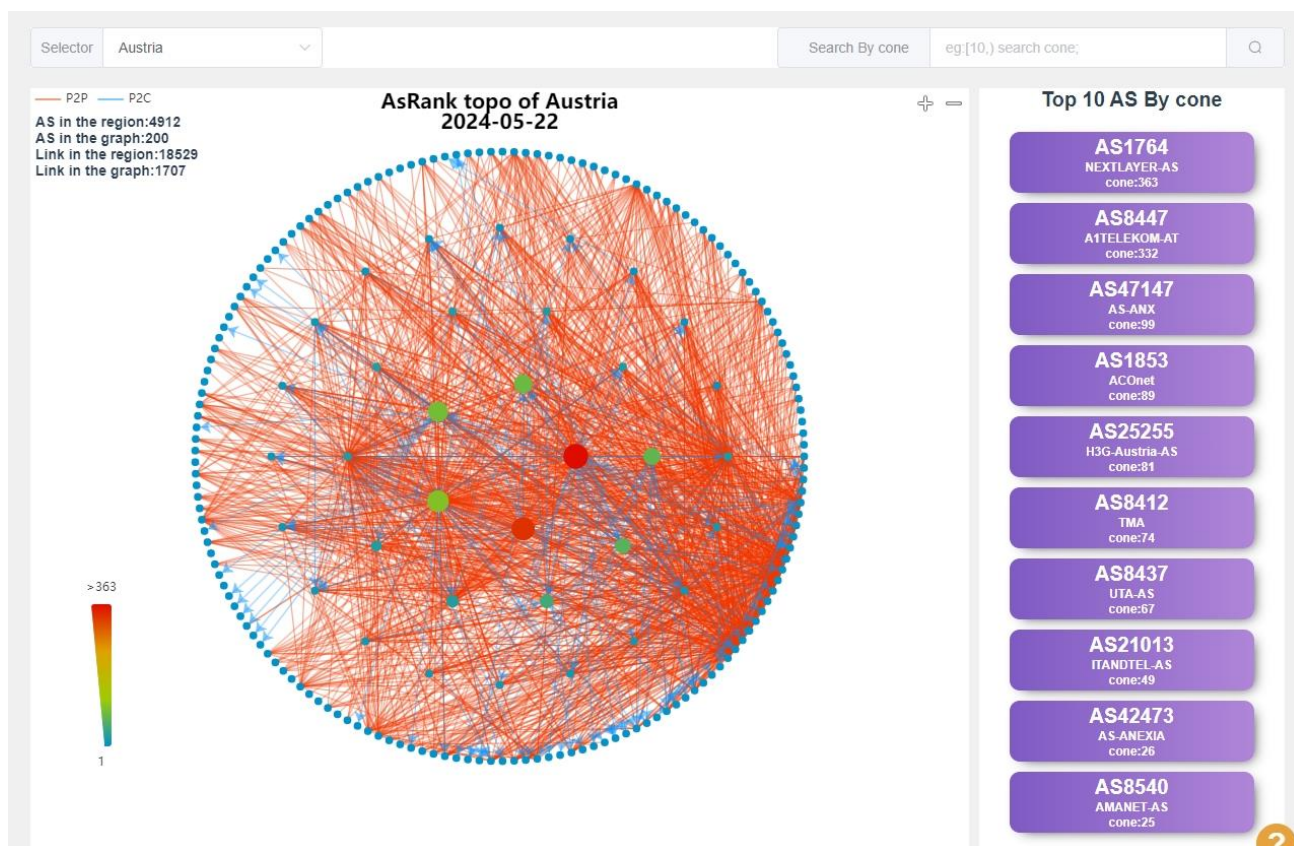 Selector Austria
Search By cone eg:[10,) search cone;
P2P P2C
AS in the region:4912
AS in the graph:200
Link in the region:18529
Link in the graph:1707
AsRank topo of Austria
2024-05-22
>363
1
Top 10 AS By cone
AS1764
NEXTLAYER-AS
cone:363
AS8447
A1TELEKOM-AT
cone:332
AS47147
AS-ANX
cone:99
AS1853
ACOnet
cone:89
AS25255
H3G-Austria-AS
cone:81
AS8412
TMA
cone:74
AS8437
UTA-AS
cone:67
AS21013
ITANDTEL-AS
cone:49
AS42473
AS-ANEXIA
cone:26
AS8540
AMANET-AS
cone:25
?